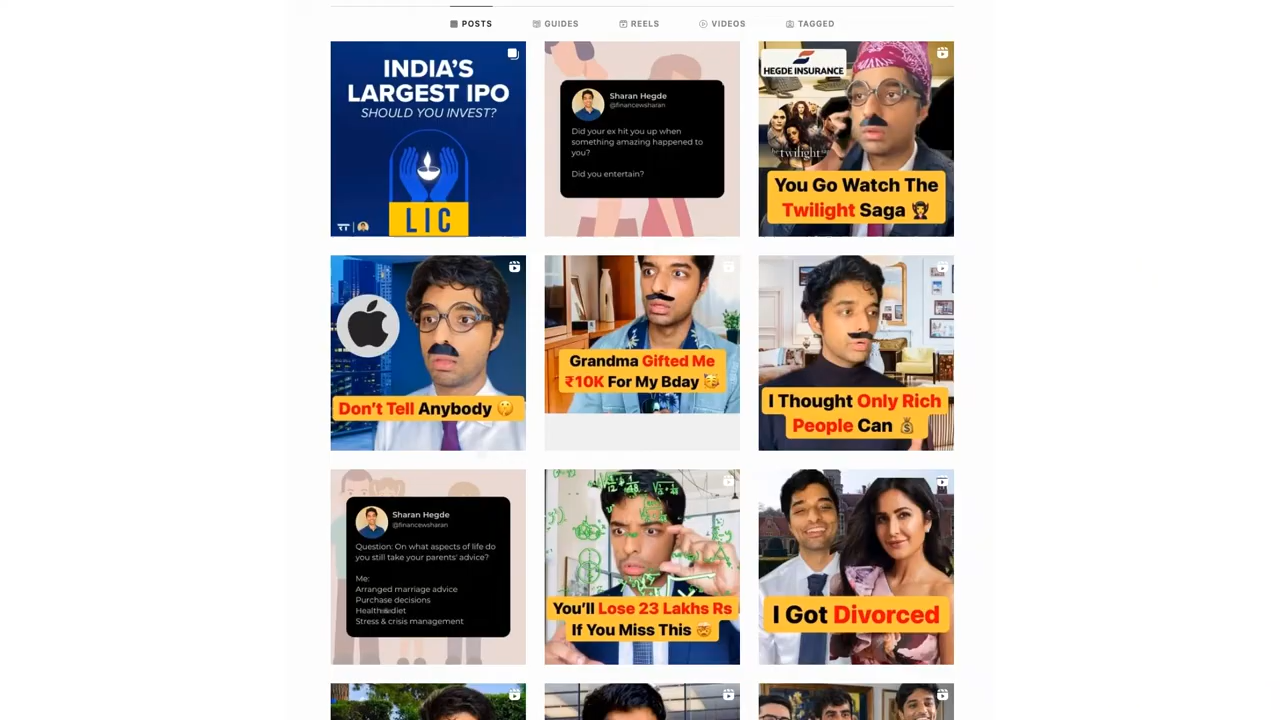 POSTS
GUIDES
REELS
VIDEOS
TAGGED
INDIA'S
LARGEST IPO
SHOULD YOU INVEST?
LIC
Sharan Hegde
@financewsharan
Did your ex hit you up when
something amazing happened to
you?
Did you entertain?
HEGDE INSURANCE
twilight
You Go Watch The
Twilight Saga
Don't Tell Anybody
Grandma Gifted Me
₹10K For My Bday
I Thought Only Rich
People Can
Sharan Hegde
@financewsharan
Question: On what aspects of life do
you still take your parents' advice?
Me:
Arranged marriage advice
Purchase decisions
Health&diet
Stress & crisis management
You'll Lose 23 Lakhs Rs
If You Miss This
I Got Divorced